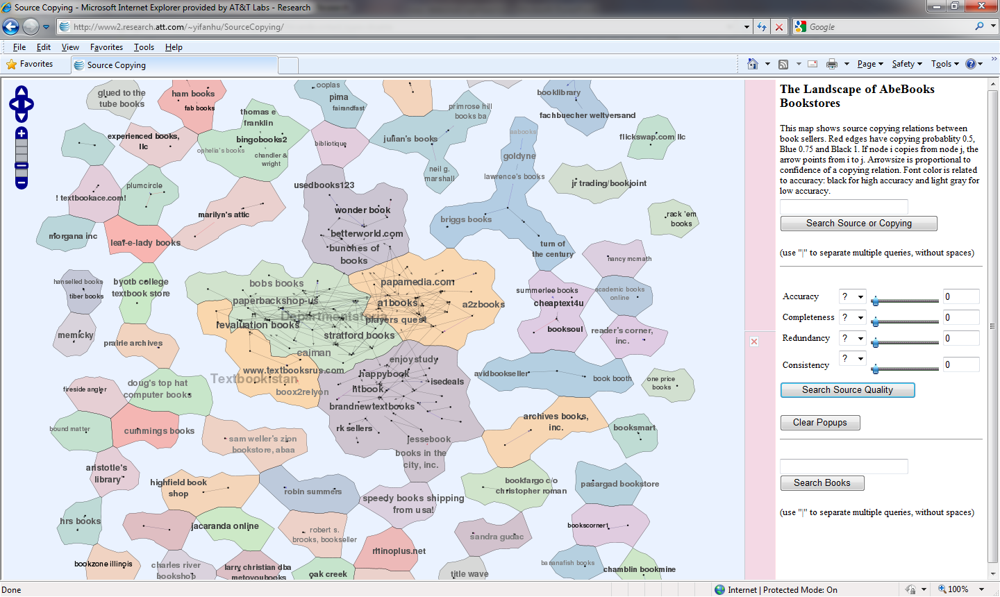 Source Copying - Microsoft Internet Explorer provided by AT&T Labs - Research
http://www2.research.att.com/~yifanhu/SourceCopying/
Google
File Edit View Favorites Tools Help
Favorites
Source Copying
Page Safety Tools
glued to the
tube books
ham books
fab books
ooplas
pima
fairandfast
thomas e
franklin
bingobooks2
ophelia's books
chandler &
wright
experienced books,
llc
bibliotique
primrose hill
books ba
julian's books
neil g.
marshall
booklibrary
fachbuecher weltversand
aabooks
goldyne
lawrence's books
flickswap.com llc
jr trading/bookjoint
! textbookace.com!
plumcircle
usedbooks123
wonder book
betterworld.com
bunches of
books
marilyn's attic
morgana inc
leaf-e-lady books
briggs books
turn of
the century
rack 'em
books
nancy mcmath
hanselled books
tiber books
byotb college
textbook store
bobs books
paperbackshop-us
papamedia.com
a1books
a2zbooks
Departmentstoria
players quest
revaluation books
stratford books
summerlee books
cheaptext4u
booksoul
academic books
online
reader's corner,
inc.
memicky
prairie archives
caiman
www.textbooksrus.com
Textbookistan
boox2relyon
enjoystudy
happybook
isedeals
htbook
brandnewtextbooks
rk sellers
jessebook
books in the
city, inc.
avidbookseller
book booth
one price
books
fireside angler
doug's top hat
computer books
bound matter
cummings books
sam weller's zion
bookstore, abaa
archives books,
inc.
booksmart
aristotle's
library
highfield book
shop
robin summers
speedy books shipping
from usa!
bookfargo c/o
christopher roman
pasargad bookstore
hrs books
jacaranda online
robert s.
brooks, bookseller
sandra gudac
bookscorner1
rhinoplus.net
bookzone illinois
charles river
bookshop
larry christian dba
metoyoubooks
oak creek
title wave
bananafish books
chamblin bookmine
The Landscape of AbeBooks
Bookstores
This map shows source copying relations between
book sellers. Red edges have copying probablity 0.5,
Blue 0.75 and Black 1. If node i copies from node j, the
arrow points from i to j. Arrowsize is proportional to
confidence of a copying relation. Font color is related
to accuracy: black for high accuracy and light gray for
low accuracy.
Search Source or Copying
(use "|" to separate multiple queries, without spaces)
Accuracy ? 0
Completeness ? 0
Redundancy ? 0
Consistency ? 0
Search Source Quality
Clear Popups
Search Books
(use "|" to separate multiple queries, without spaces)
Done
Internet | Protected Mode: On
100%